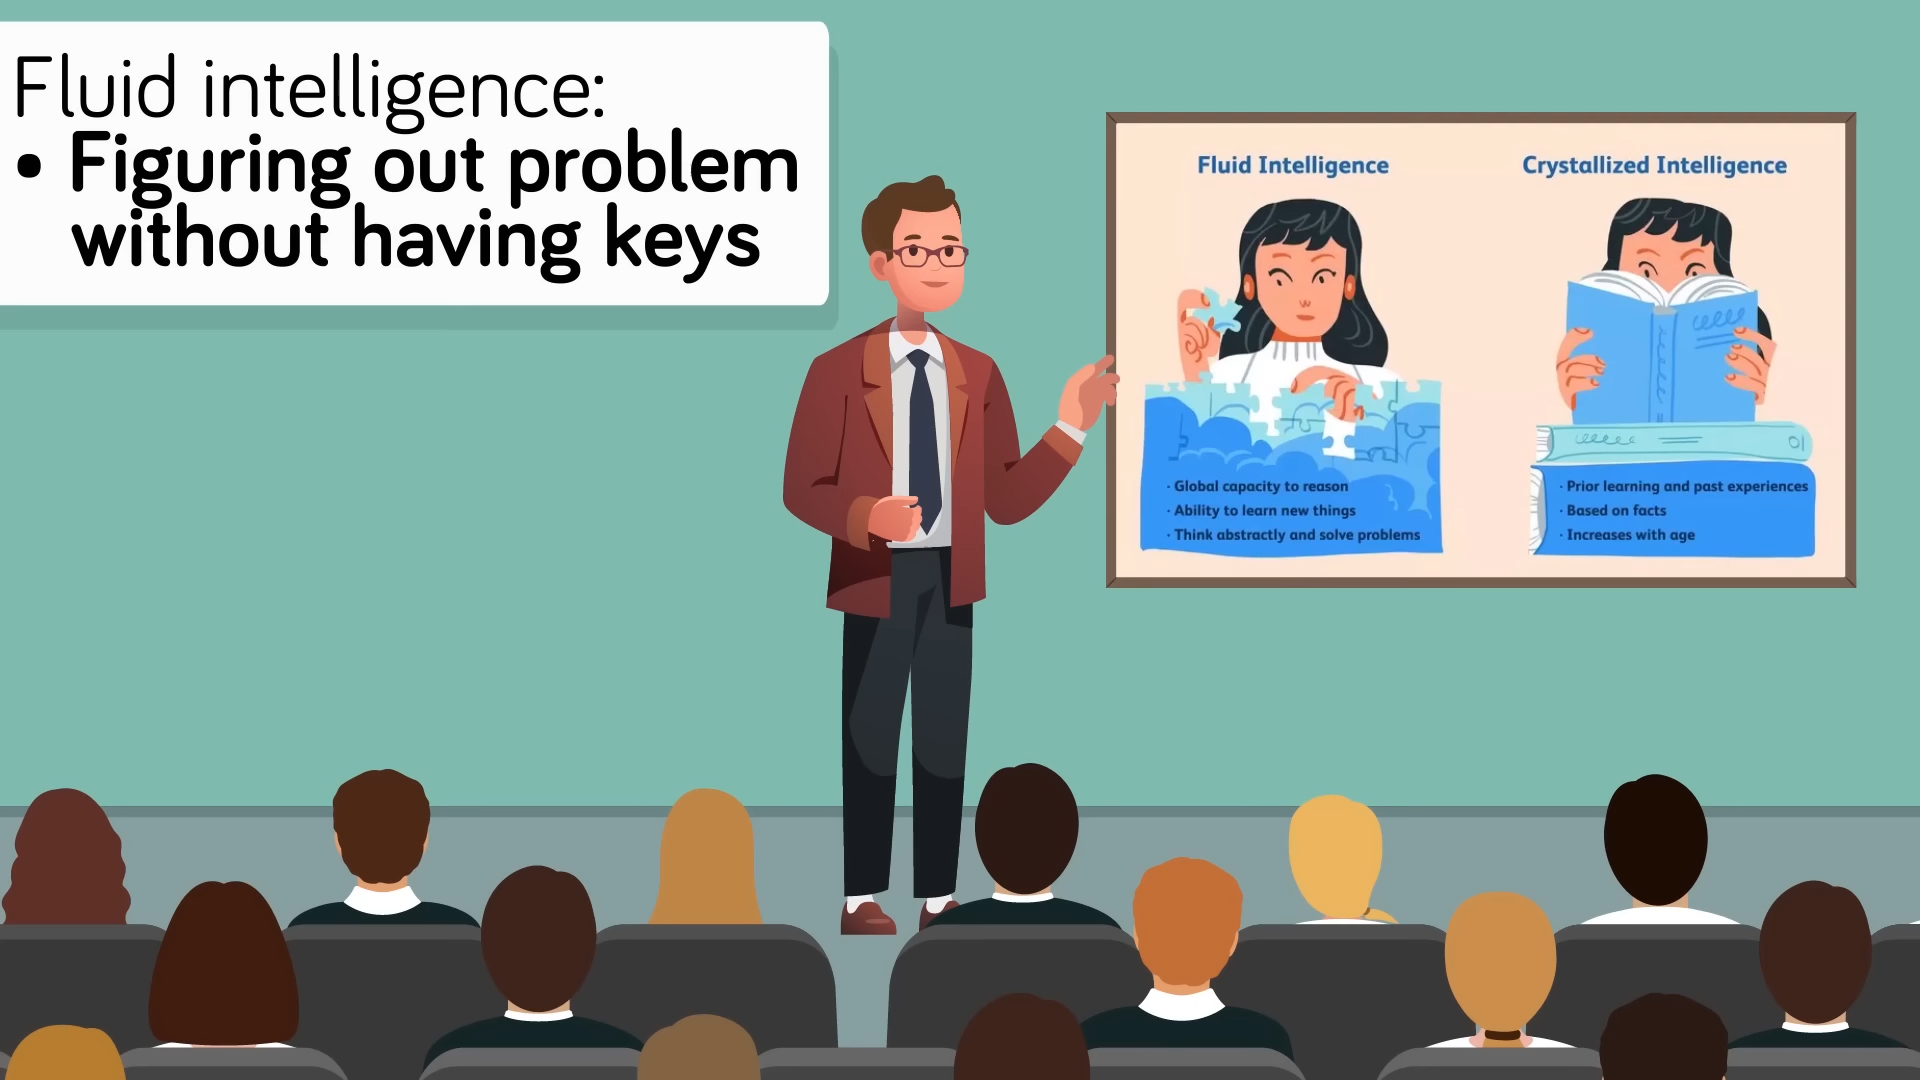 Fluid intelligence:
• Figuring out problem
without having keys
Fluid Intelligence
· Global capacity to reason
· Ability to learn new things
· Think abstractly and solve problems
Crystallized Intelligence
· Prior learning and past experiences
· Based on facts
· Increases with age